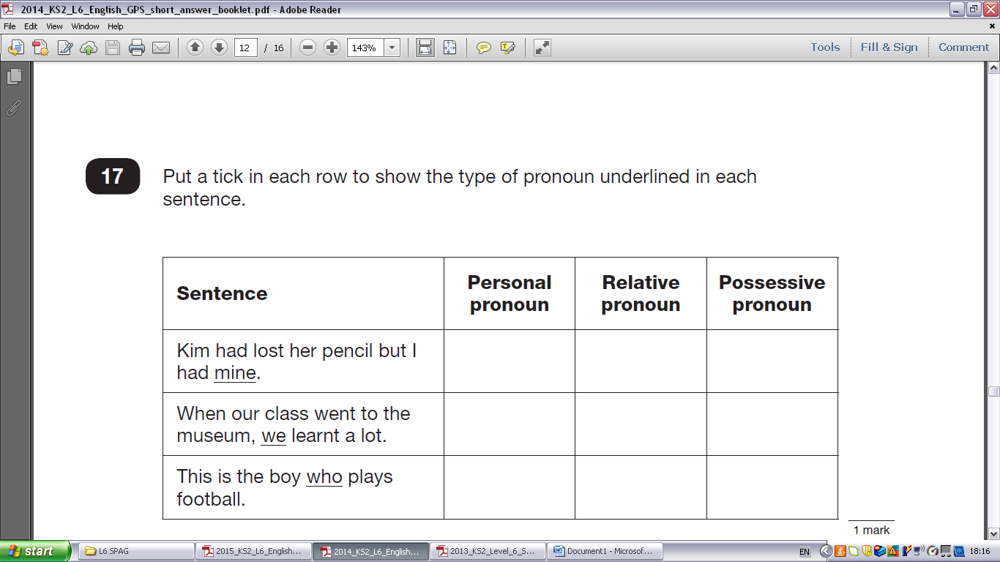 2014_KS2_L6_English_GPS_short_answer_booklet.pdf - Adobe Reader
File Edit View Window Help
12 / 16 143% Tools Fill & Sign Comment
17 Put a tick in each row to show the type of pronoun underlined in each
sentence.
Sentence
Personal
pronoun
Relative
pronoun
Possessive
pronoun
Kim had lost her pencil but I
had mine.
When our class went to the
museum, we learnt a lot.
This is the boy who plays
football.
1 mark
start L6 SPAG 2015_KS2_L6_English... 2014_KS2_L6_English... 2013_KS2_Level_6_S... Document1 - Microsof... EN 18:16